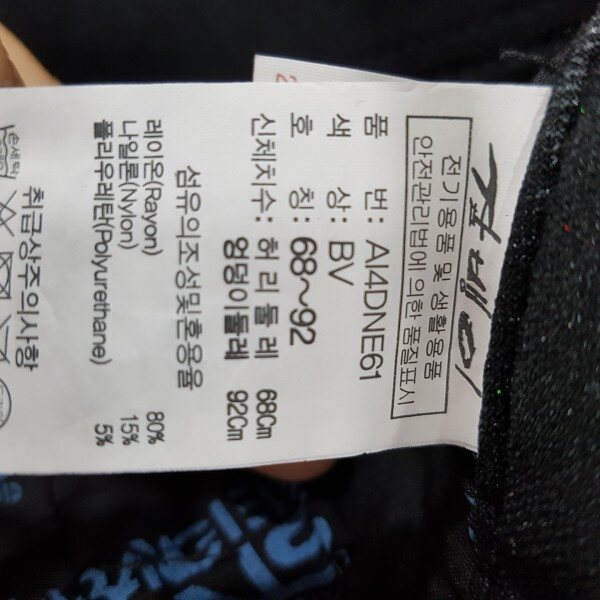 전기용품 및 생활용품
안전관리법에 의한 품질표시
품 번: AI4DNE61
색 상: BV
호 칭: 68~92
신체치수: 허리둘레 68Cm
엉덩이둘레 92Cm
섬유의조성및혼용율
레이온(Rayon) 80%
나일론(Nylon) 15%
폴리우레탄(Polyurethane) 5%
취급상주의사항
손세탁